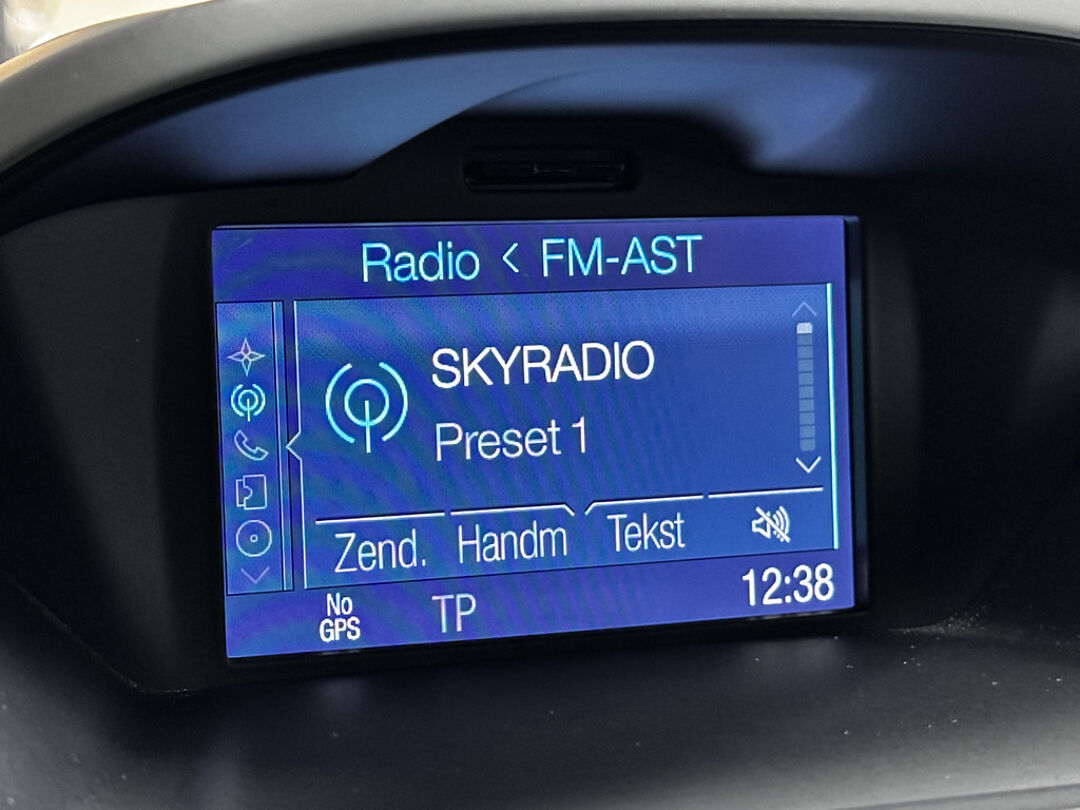 Radio < FM-AST
SKYRADIO
Preset 1
Zend. Handm Tekst
No
GPS
TP
12:38